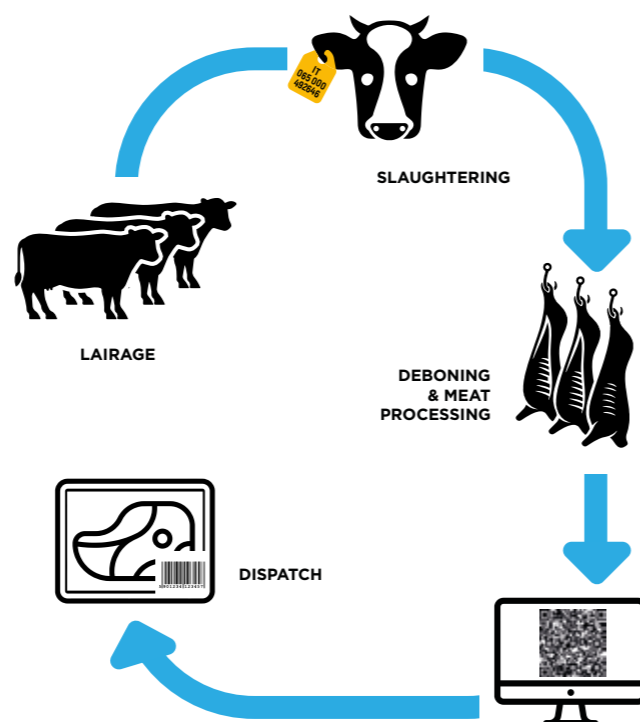 IT
065 000
492646
SLAUGHTERING
LAIRAGE
DEBONING
& MEAT
PROCESSING
DISPATCH